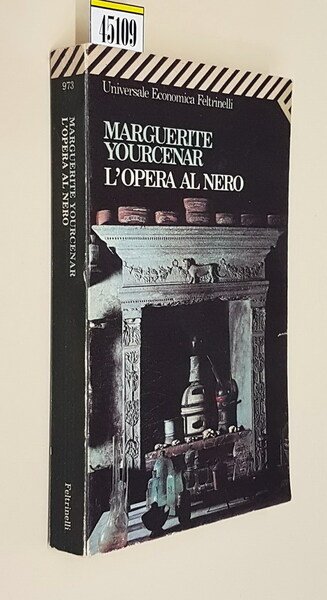 45109
Universale Economica Feltrinelli
MARGUERITE
YOURCENAR
L'OPERA AL NERO
973
MARGUERITE YOURCENAR
L'OPERA AL NERO
Feltrinelli